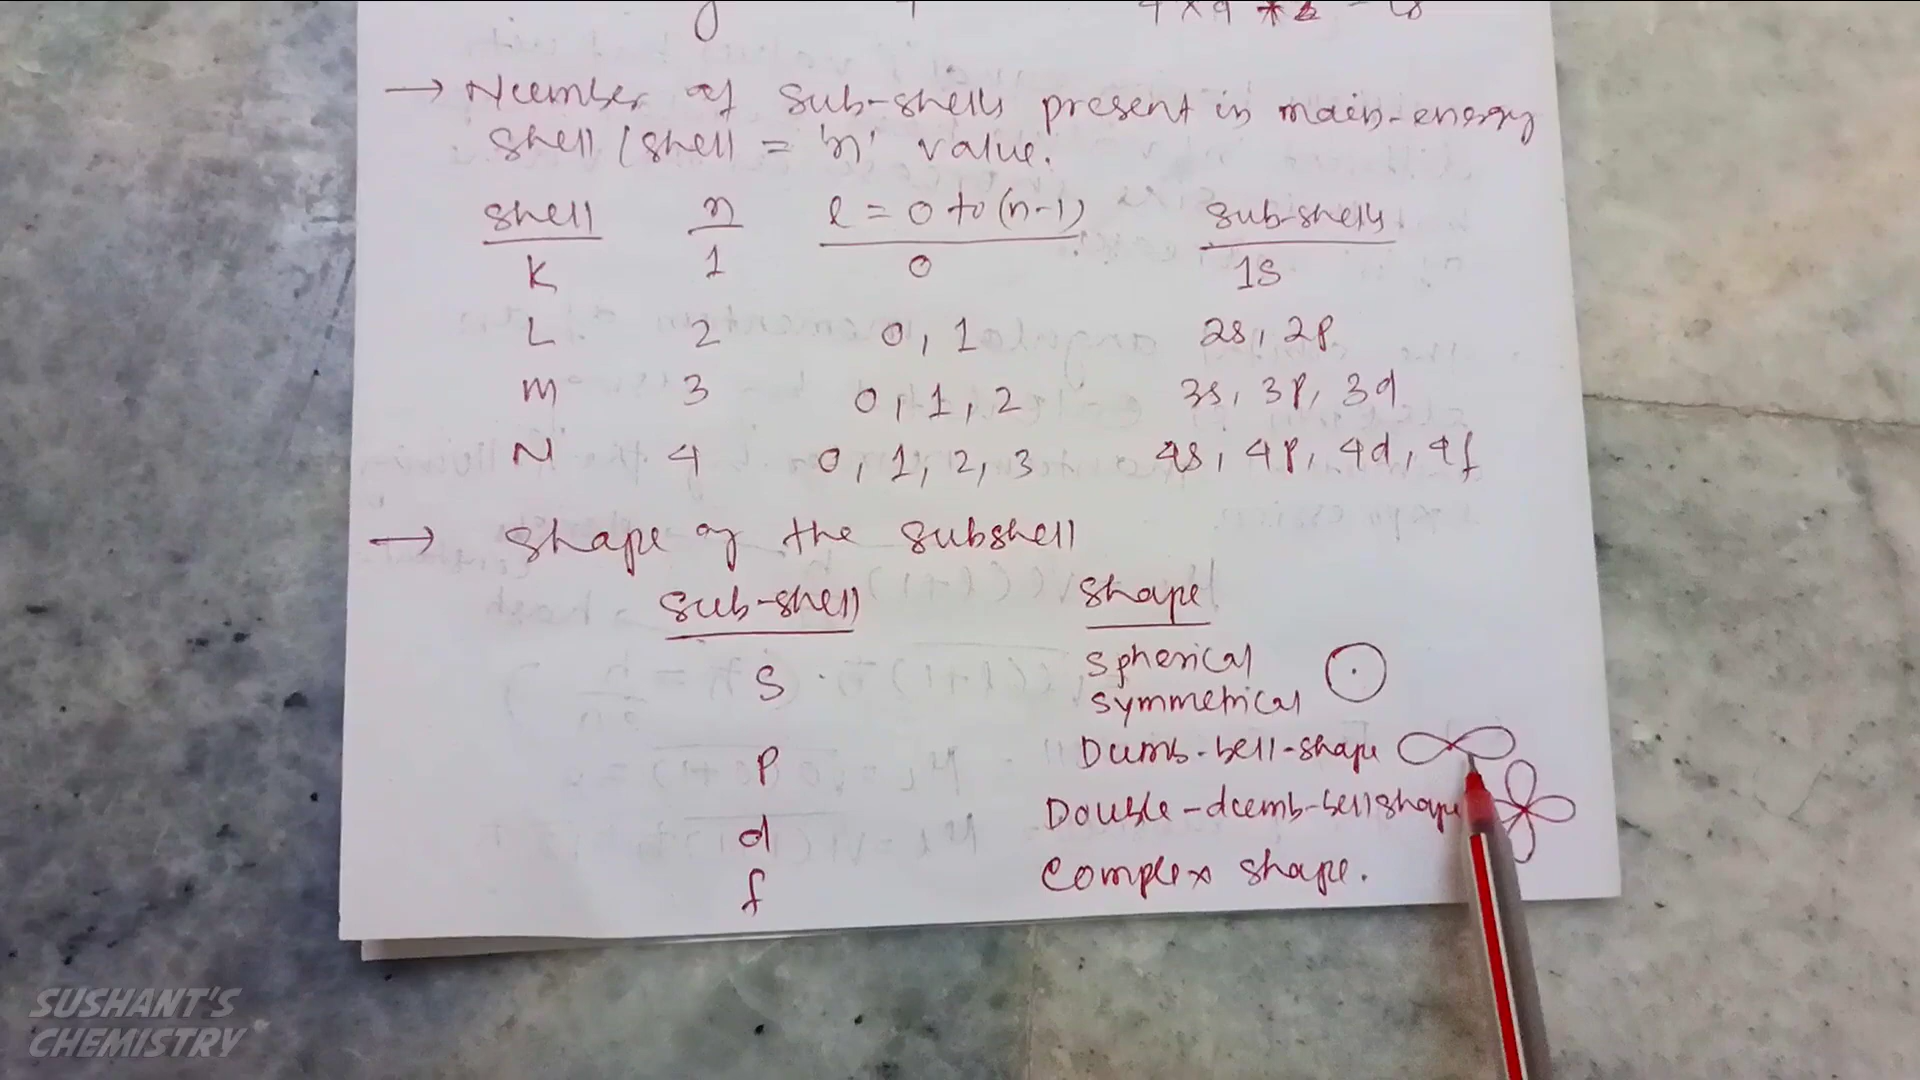 → Number of sub-shells present in main-energy
shell (shell = 'n' value.
shell n l = 0 to (n-1) sub-shells
K 1 0 1s
L 2 0, 1 2s, 2p
M 3 0, 1, 2 3s, 3p, 3d
N 4 0, 1, 2, 3 4s, 4p, 4d, 4f
→ Shape of the subshell
Sub-shell Shape
S Spherical
symmetrical
P Dumb-bell-shape
d Double-dumb-bell shape
f Complex shape.
SUSHANT'S
CHEMISTRY